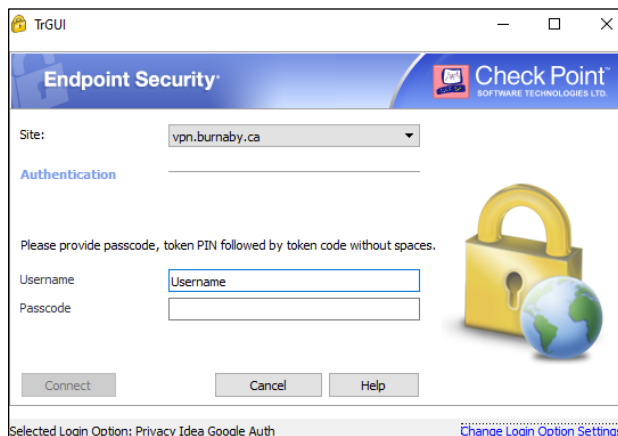 TrGUI
Endpoint Security
Check Point™
SOFTWARE TECHNOLOGIES LTD.
Site: vpn.burnaby.ca
Authentication
Please provide passcode, token PIN followed by token code without spaces.
Username Username
Passcode
Connect Cancel Help
Selected Login Option: Privacy Idea Google Auth Change Login Option Settings